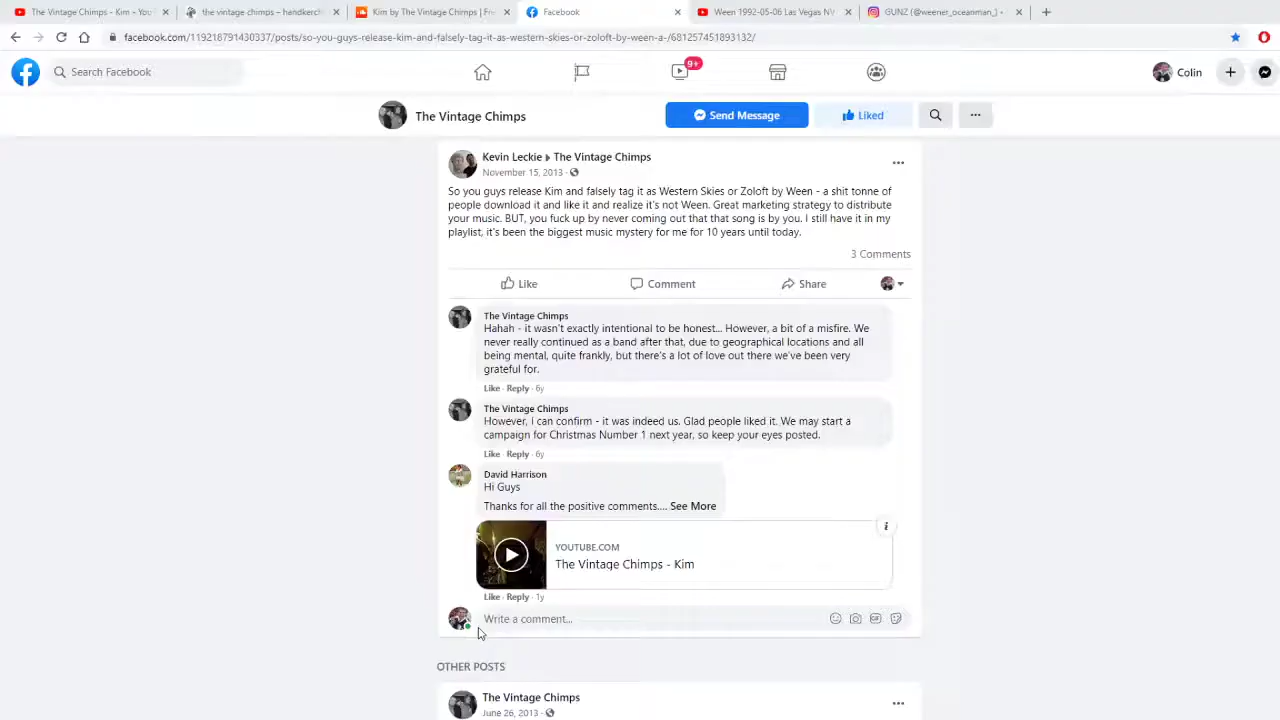 The Vintage Chimps - Kim - You
the vintage chimps – handkerch
Kim by The Vintage Chimps | Fre
Facebook
Ween 1992-05-06 Las Vegas NV
GUNZ (@weener_oceanman_) •
facebook.com/119218791430337/posts/so-you-guys-release-kim-and-falsely-tag-it-as-western-skies-or-zoloft-by-ween-a-/681257451893132/
Search Facebook
9+
Colin
The Vintage Chimps
Send Message
Liked
Kevin Leckie ▸ The Vintage Chimps
November 15, 2013 ·
So you guys release Kim and falsely tag it as Western Skies or Zoloft by Ween - a shit tonne of
people download it and like it and realize it's not Ween. Great marketing strategy to distribute
your music. BUT, you fuck up by never coming out that that song is by you. I still have it in my
playlist, it's been the biggest music mystery for me for 10 years until today.
3 Comments
Like
Comment
Share
The Vintage Chimps
Hahah - it wasn't exactly intentional to be honest... However, a bit of a misfire. We
never really continued as a band after that, due to geographical locations and all
being mental, quite frankly, but there's a lot of love out there we've been very
grateful for.
Like · Reply · 6y
The Vintage Chimps
However, I can confirm - it was indeed us. Glad people liked it. We may start a
campaign for Christmas Number 1 next year, so keep your eyes posted.
Like · Reply · 6y
David Harrison
Hi Guys
Thanks for all the positive comments.... See More
YOUTUBE.COM
The Vintage Chimps - Kim
Like · Reply · 1y
Write a comment...
GIF
OTHER POSTS
The Vintage Chimps
June 26, 2013 ·